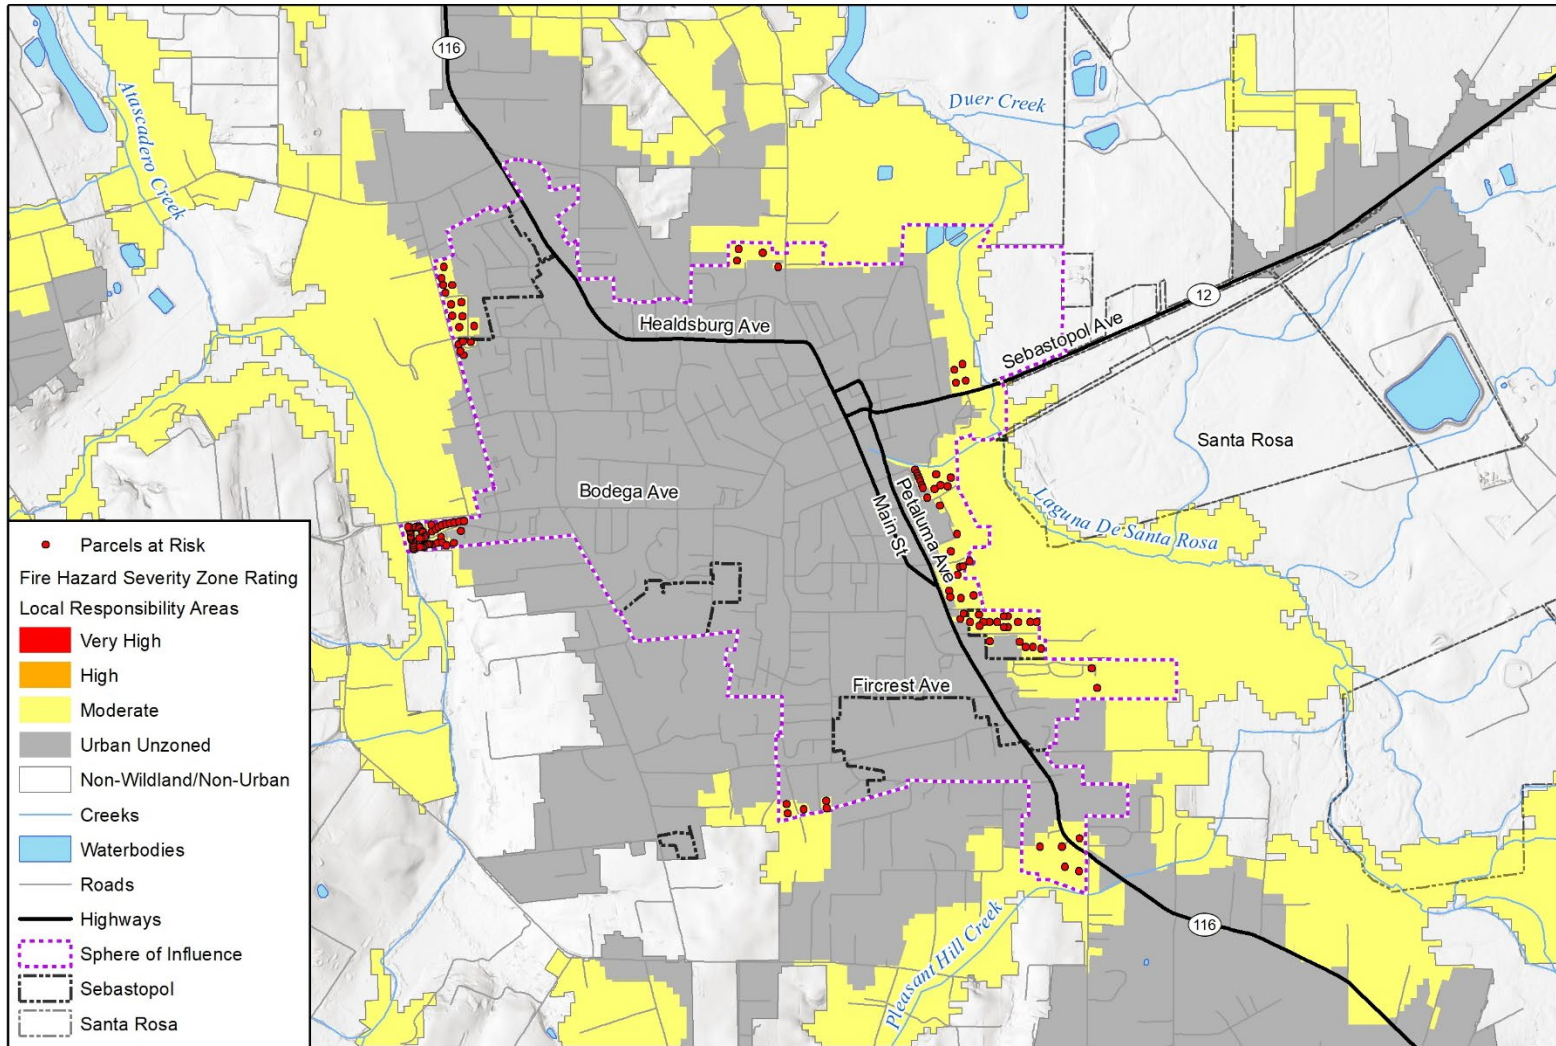 116
Atascadero Creek
Duer Creek
12
Sebastopol Ave
Healdsburg Ave
Santa Rosa
Bodega Ave
Petaluma Ave
Main St
Laguna De Santa Rosa
Fircrest Ave
Pleasant Hill Creek
116
Parcels at Risk
Fire Hazard Severity Zone Rating
Local Responsibility Areas
Very High
High
Moderate
Urban Unzoned
Non-Wildland/Non-Urban
Creeks
Waterbodies
Roads
Highways
Sphere of Influence
Sebastopol
Santa Rosa